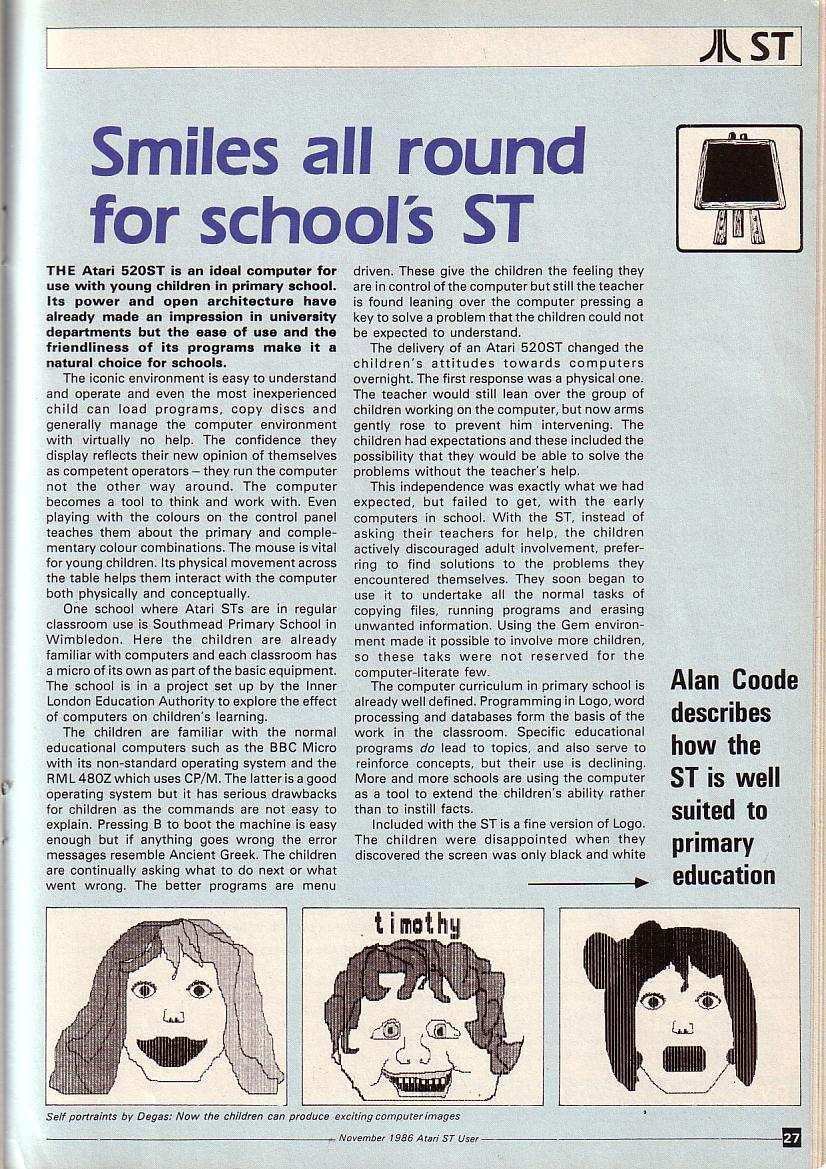 ST
Smiles all round
for school's ST
THE Atari 520ST is an ideal computer for
use with young children in primary school.
Its power and open architecture have
already made an impression in university
departments but the ease of use and the
friendliness of its programs make it a
natural choice for schools.
The iconic environment is easy to understand
and operate and even the most inexperienced
child can load programs, copy discs and
generally manage the computer environment
with virtually no help. The confidence they
display reflects their new opinion of themselves
as competent operators – they run the computer
not the other way around. The computer
becomes a tool to think and work with. Even
playing with the colours on the control panel
teaches them about the primary and comple-
mentary colour combinations. The mouse is vital
for young children. Its physical movement across
the table helps them interact with the computer
both physically and conceptually.
One school where Atari STs are in regular
classroom use is Southmead Primary School in
Wimbledon. Here the children are already
familiar with computers and each classroom has
a micro of its own as part of the basic equipment.
The school is in a project set up by the Inner
London Education Authority to explore the effect
of computers on children's learning.
The children are familiar with the normal
educational computers such as the BBC Micro
with its non-standard operating system and the
RML 480Z which uses CP/M. The latter is a good
operating system but it has serious drawbacks
for children as the commands are not easy to
explain. Pressing B to boot the machine is easy
enough but if anything goes wrong the error
messages resemble Ancient Greek. The children
are continually asking what to do next or what
went wrong. The better programs are menu
driven. These give the children the feeling they
are in control of the computer but still the teacher
is found leaning over the computer pressing a
key to solve a problem that the children could not
be expected to understand.
The delivery of an Atari 520ST changed the
children's attitudes towards computers
overnight. The first response was a physical one.
The teacher would still lean over the group of
children working on the computer, but now arms
gently rose to prevent him intervening. The
children had expectations and these included the
possibility that they would be able to solve the
problems without the teacher's help.
This independence was exactly what we had
expected, but failed to get, with the early
computers in school. With the ST, instead of
asking their teachers for help, the children
actively discouraged adult involvement, prefer-
ring to find solutions to the problems they
encountered themselves. They soon began to
use it to undertake all the normal tasks of
copying files, running programs and erasing
unwanted information. Using the Gem environ-
ment made it possible to involve more children,
so these taks were not reserved for the
computer-literate few.
The computer curriculum in primary school is
already well defined. Programming in Logo, word
processing and databases form the basis of the
work in the classroom. Specific educational
programs do lead to topics, and also serve to
reinforce concepts, but their use is declining.
More and more schools are using the computer
as a tool to extend the children's ability rather
than to instill facts.
Included with the ST is a fine version of Logo.
The children were disappointed when they
discovered the screen was only black and white
Alan Coode
describes
how the
ST is well
suited to
primary
education
timothy
Self portraits by Degas: Now the children can produce exciting computer images
November 1986 Atari ST User
27